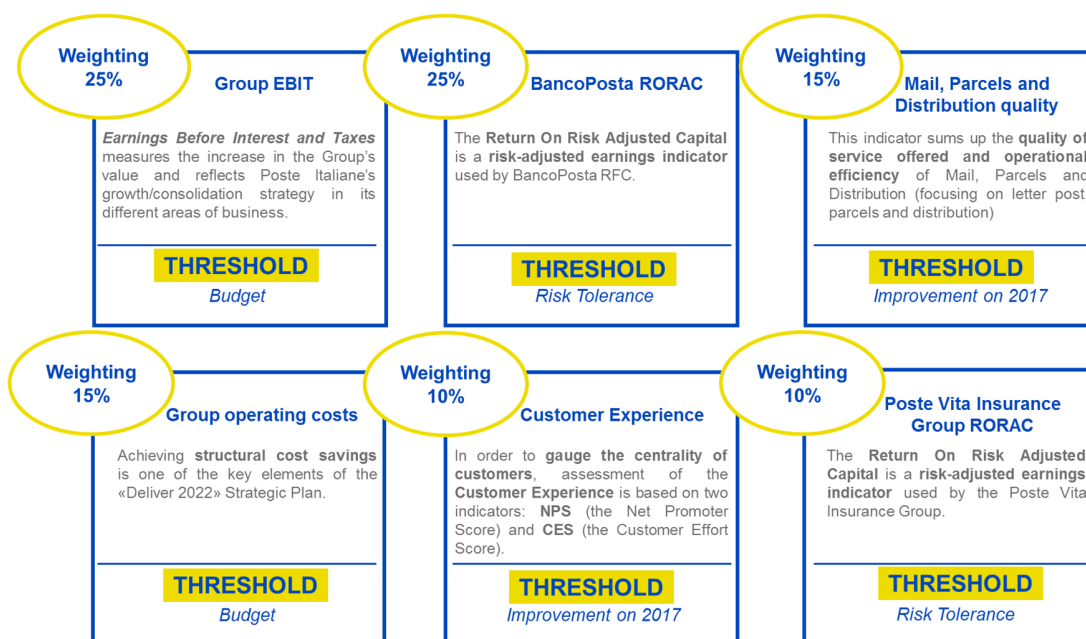 Weighting
25%
Group EBIT
Earnings Before Interest and Taxes
measures the increase in the Group's
value and reflects Poste Italiane's
growth/consolidation strategy in its
different areas of business.
THRESHOLD
Budget
Weighting
25%
BancoPosta RORAC
The Return On Risk Adjusted Capital
is a risk-adjusted earnings indicator
used by BancoPosta RFC.
THRESHOLD
Risk Tolerance
Weighting
15%
Mail, Parcels and
Distribution quality
This indicator sums up the quality of
service offered and operational
efficiency of Mail, Parcels and
Distribution (focusing on letter post,
parcels and distribution)
THRESHOLD
Improvement on 2017
Weighting
15%
Group operating costs
Achieving structural cost savings
is one of the key elements of the
«Deliver 2022» Strategic Plan.
THRESHOLD
Budget
Weighting
10%
Customer Experience
In order to gauge the centrality of
customers, assessment of the
Customer Experience is based on two
indicators: NPS (the Net Promoter
Score) and CES (the Customer Effort
Score).
THRESHOLD
Improvement on 2017
Weighting
10%
Poste Vita Insurance
Group RORAC
The Return On Risk Adjusted
Capital is a risk-adjusted earnings
indicator used by the Poste Vita
Insurance Group.
THRESHOLD
Risk Tolerance